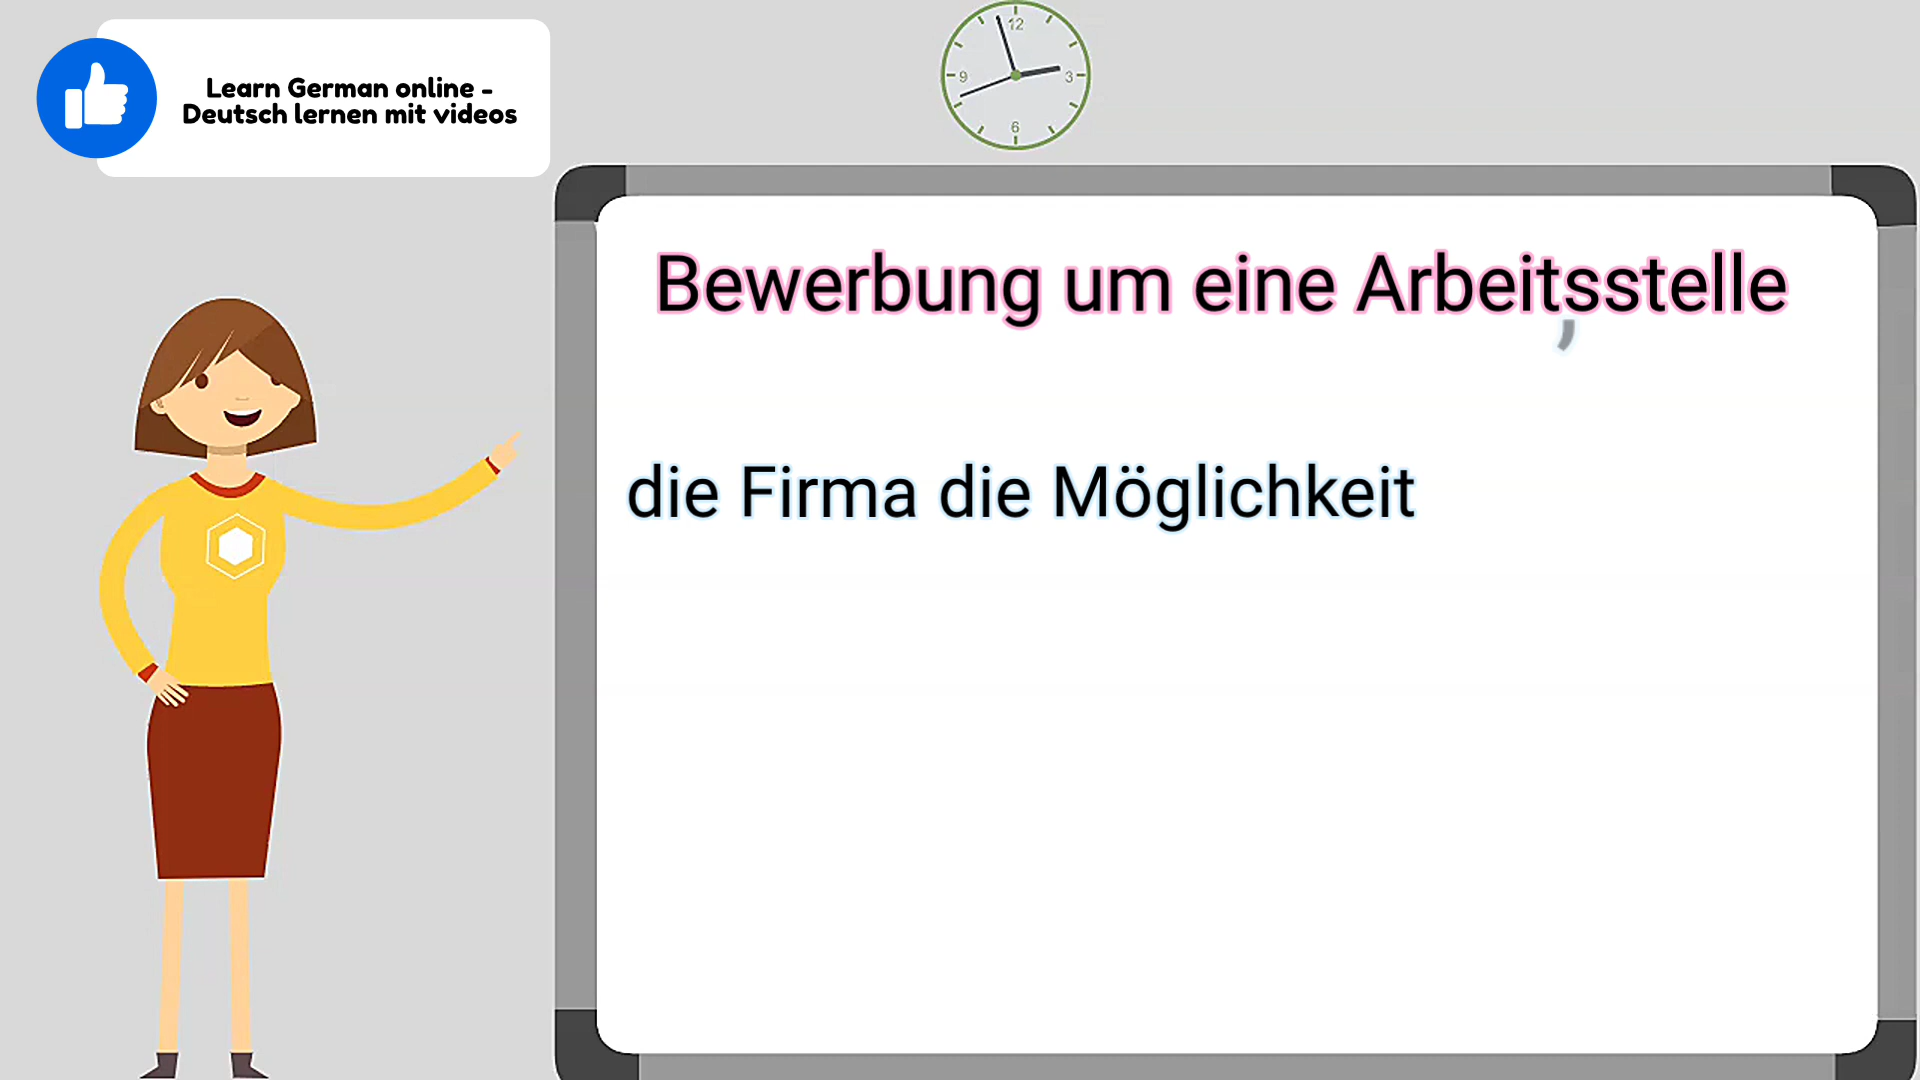 Learn German online -
Deutsch lernen mit videos
12
9
3
6
Bewerbung um eine Arbeitsstelle
,
die Firma die Möglichkeit